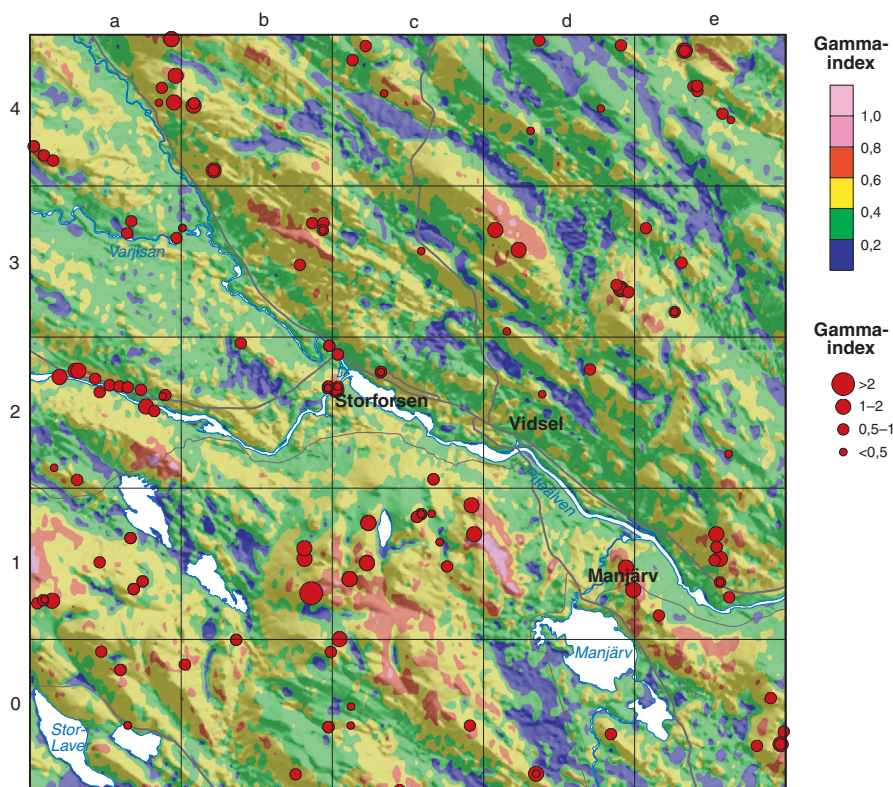 a b c d e
4
3
2
1
0
Varjisån
Storforsen
Vidsel
Piteälven
Manjärv
Manjärv
Stor-
Laver
Gamma-
index
1,0
0,8
0,6
0,4
0,2
Gamma-
index
>2
1–2
0,5–1
<0,5